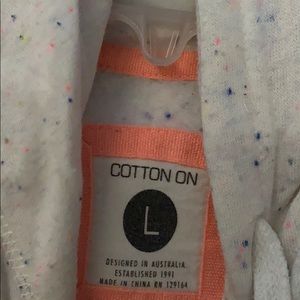 COTTON ON
L
DESIGNED IN AUSTRALIA
ESTABLISHED 1991
MADE IN CHINA RN 129164